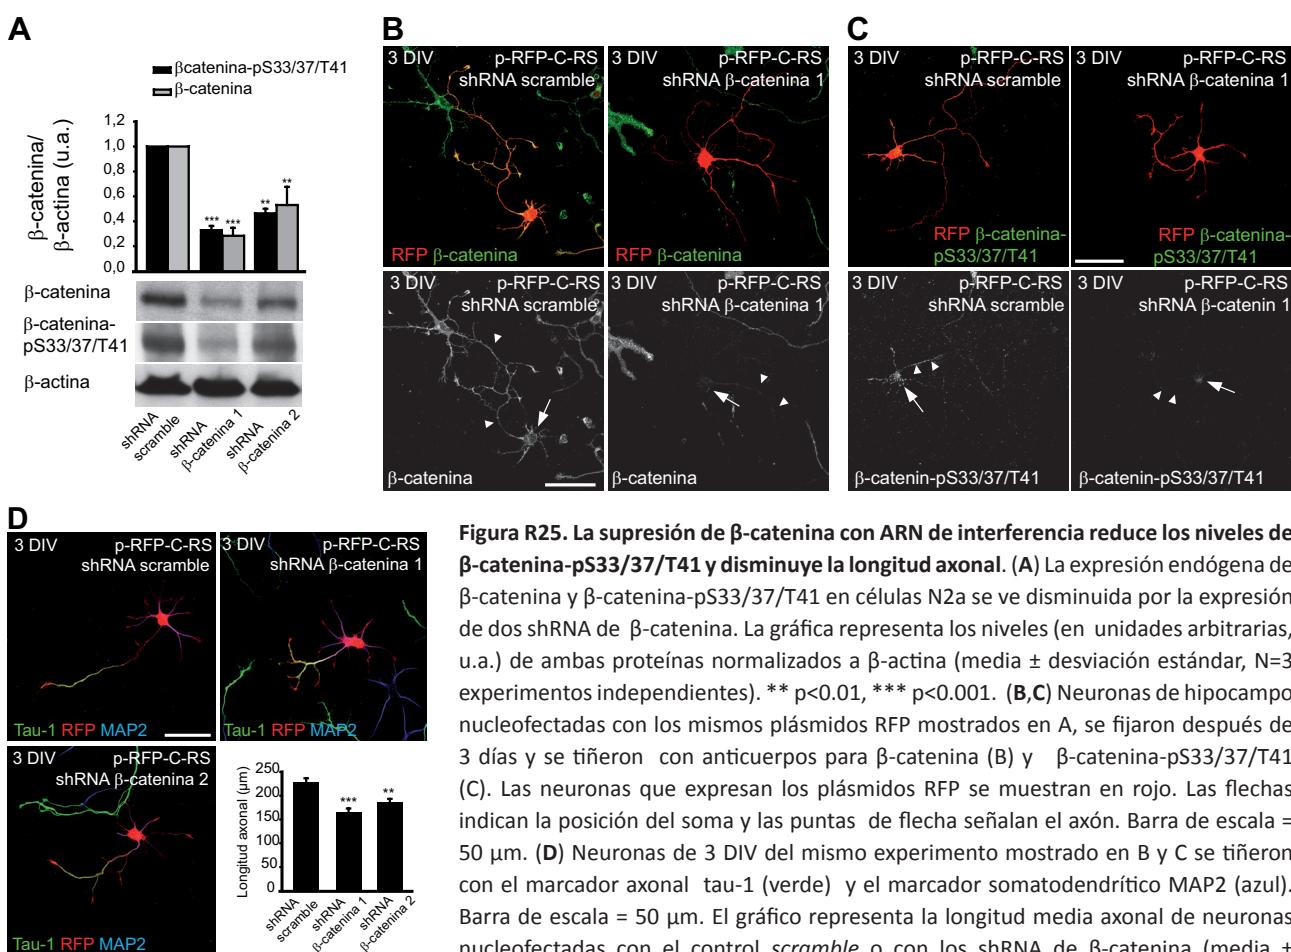 A
βcatenina-pS33/37/T41
β-catenina
β-catenina/
β-actina (u.a.)
1,2
1,0
0,8
0,6
0,4
0,2
0,0
*** *** ** **
β-catenina
β-catenina-
pS33/37/T41
β-actina
shRNA
scramble
shRNA
β-catenina 1
shRNA
β-catenina 2
B
3 DIV p-RFP-C-RS
shRNA scramble
RFP β-catenina
3 DIV p-RFP-C-RS
shRNA β-catenina 1
RFP β-catenina
3 DIV p-RFP-C-RS
shRNA scramble
β-catenina
3 DIV p-RFP-C-RS
shRNA β-catenina 1
β-catenina
C
3 DIV p-RFP-C-RS
shRNA scramble
RFP β-catenina-
pS33/37/T41
3 DIV p-RFP-C-RS
shRNA β-catenina 1
RFP β-catenina-
pS33/37/T41
3 DIV p-RFP-C-RS
shRNA scramble
β-catenin-pS33/37/T41
3 DIV p-RFP-C-RS
shRNA β-catenin 1
β-catenin-pS33/37/T41
D
3 DIV p-RFP-C-RS
shRNA scramble
Tau-1 RFP MAP2
3 DIV p-RFP-C-RS
shRNA β-catenina 1
Tau-1 RFP MAP2
3 DIV p-RFP-C-RS
shRNA β-catenina 2
Tau-1 RFP MAP2
Longitud axonal (µm)
250
200
150
100
50
0
*** **
shRNA
scramble
shRNA
β-catenina 1
shRNA
β-catenina 2
Figura R25. La supresión de β-catenina con ARN de interferencia reduce los niveles de
β-catenina-pS33/37/T41 y disminuye la longitud axonal. (A) La expresión endógena de
β-catenina y β-catenina-pS33/37/T41 en células N2a se ve disminuida por la expresión
de dos shRNA de β-catenina. La gráfica representa los niveles (en unidades arbitrarias,
u.a.) de ambas proteínas normalizados a β-actina (media ± desviación estándar, N=3
experimentos independientes). ** p<0.01, *** p<0.001. (B,C) Neuronas de hipocampo
nucleofectadas con los mismos plásmidos RFP mostrados en A, se fijaron después de
3 días y se tiñeron con anticuerpos para β-catenina (B) y β-catenina-pS33/37/T41
(C). Las neuronas que expresan los plásmidos RFP se muestran en rojo. Las flechas
indican la posición del soma y las puntas de flecha señalan el axón. Barra de escala =
50 µm. (D) Neuronas de 3 DIV del mismo experimento mostrado en B y C se tiñeron
con el marcador axonal tau-1 (verde) y el marcador somatodendrítico MAP2 (azul).
Barra de escala = 50 µm. El gráfico representa la longitud media axonal de neuronas
nucleofectadas con el control scramble o con los shRNA de β-catenina (media ±